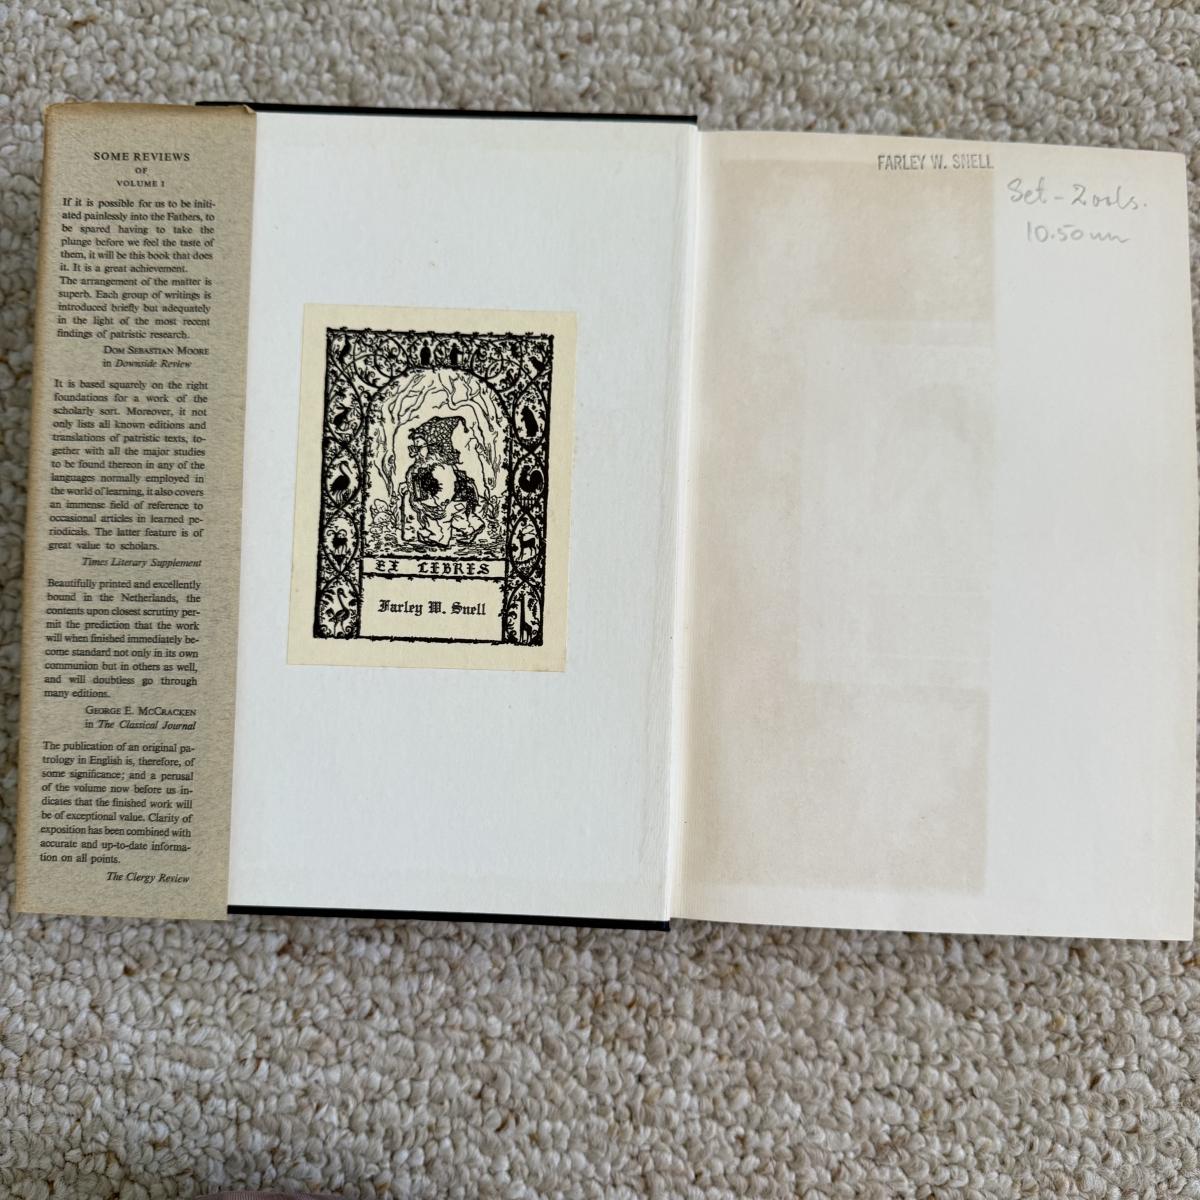 SOME REVIEWS
OF
VOLUME I
If it is possible for us to be initi-
ated painlessly into the Fathers, to
be spared having to take the
plunge before we feel the taste of
them, it will be this book that does
it. It is a great achievement.
The arrangement of the matter is
superb. Each group of writings is
introduced briefly but adequately
in the light of the most recent
findings of patristic research.
DOM SEBASTIAN MOORE
in Downside Review
It is based squarely on the right
foundations for a work of the
scholarly sort. Moreover, it not
only lists all known editions and
translations of patristic texts, to-
gether with all the major studies
to be found thereon in any of the
languages normally employed in
the world of learning, it also covers
an immense field of reference to
occasional articles in learned pe-
riodicals. The latter feature is of
great value to scholars.
Times Literary Supplement
Beautifully printed and excellently
bound in the Netherlands, the
contents upon closest scrutiny per-
mit the prediction that the work
will when finished immediately be-
come standard not only in its own
communion but in others as well,
and will doubtless go through
many editions.
GEORGE E. MCCRACKEN
in The Classical Journal
The publication of an original pa-
trology in English is, therefore, of
some significance; and a perusal
of the volume now before us in-
dicates that the finished work will
be of exceptional value. Clarity of
exposition has been combined with
accurate and up-to-date informa-
tion on all points.
The Clergy Review
EX LIBRIS
Farley W. Snell
FARLEY W. SNELL
Set - 2 vols.
10.50